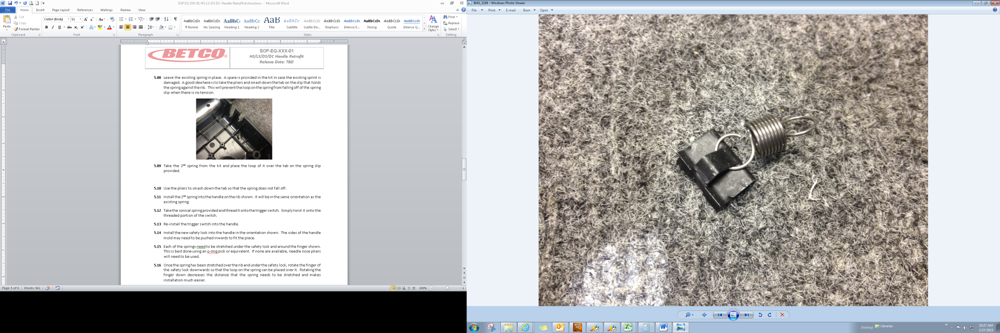 SOP EQ XXX 01 HS-LS-DS-DC Handle Retrofit Instructions - Microsoft Word
File Home Insert Page Layout References Mailings Review View
Cut
Copy
Format Painter
Paste
Clipboard
Calibri (Body) 11
Font
Paragraph
AaBbCcDc AaBbCcDc AaBbCc AaBbCc AaB AaBbCc. AaBbCcDi AaBbCcDi AaBbCcDi AaBbCcDc AaBbCcDi AaBbCcDi
¶ Normal No Spacing Heading 1 Heading 2 Title Subtitle Subtle Em... Emphasis Intense E... Strong Quote Intense Q...
Styles
Change Styles
Find
Replace
Select
Editing
BETCO®
SOP-EQ-XXX-01
HS/LS/DS/DC Handle Retrofit
Release Date: TBD
5.08 Leave the existing spring in place. A spare is provided in the kit in case the existing sprint is
damaged. A good idea here is to take the pliers and smash down the tab on the clip that holds
the spring against the rib. This will prevent the loop on the spring from falling off of the spring
clip when there is no tension.
5.09 Take the 2nd spring from the kit and place the loop of it over the tab on the spring clip
provided.
5.10 Use the pliers to smash down the tab so that the spring does not fall off.
5.11 Install the 2nd spring into the handle on the rib shown. It will be in the same orientation as the
existing spring.
5.12 Take the conical spring provided and thread it onto the trigger switch. Simply twist it onto the
threaded portion of the switch.
5.13 Re-install the trigger switch into the handle.
5.14 Install the new safety lock into the handle in the orientation shown. The sides of the handle
mold may need to be pushed inwards to fit the piece.
5.15 Each of the springs need to be stretched under the safety lock and around the finger shown.
This is best done using an o-ring pick or equivalent. If none are available, needle nose pliers
will need to be used.
5.16 Once the spring has been stretched over the rib and under the safety lock, rotate the finger of
the safety lock downwards so that the loop on the spring can be placed over it. Rotating the
finger down decreases the distance that the spring needs to be stretched and makes
installation much easier.
Page: 5 of 8 Words: 962
100%
IMG_3199 - Windows Photo Viewer
File Print E-mail Burn Open
Desktop Libraries
10:27 AM
2/27/2015